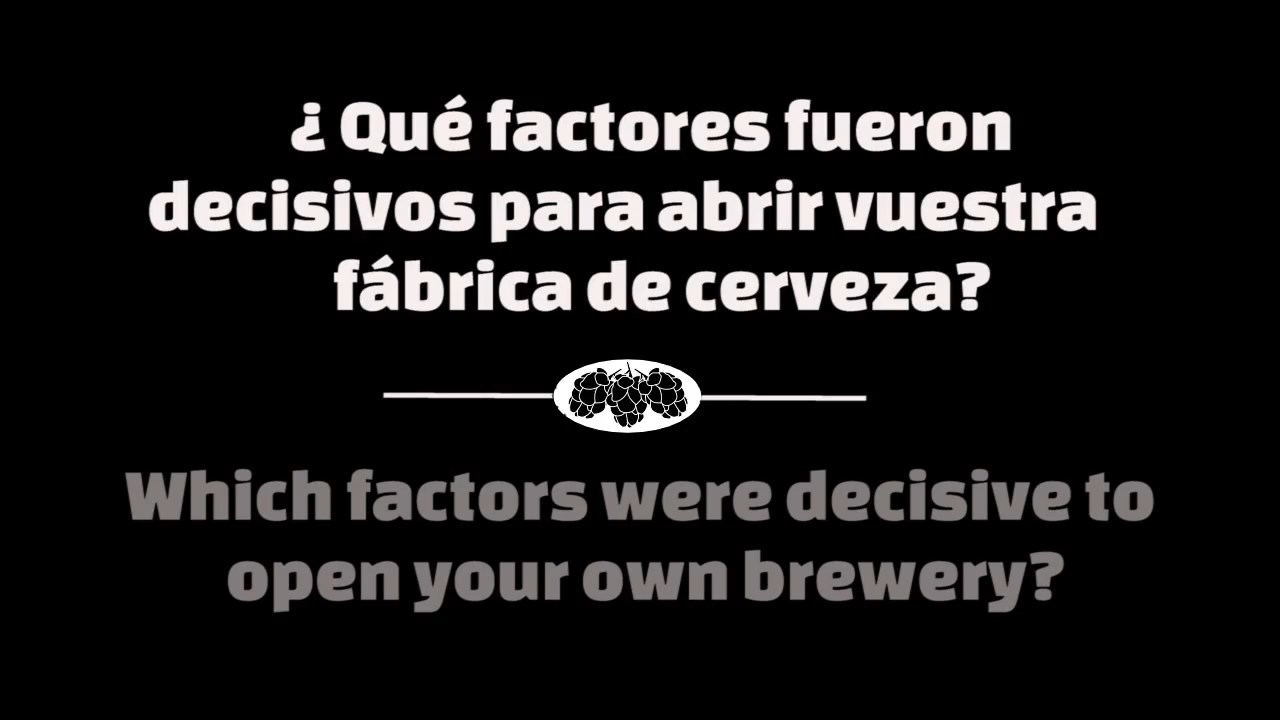 ¿ Qué factores fueron
decisivos para abrir vuestra
fábrica de cerveza?
Which factors were decisive to
open your own brewery?